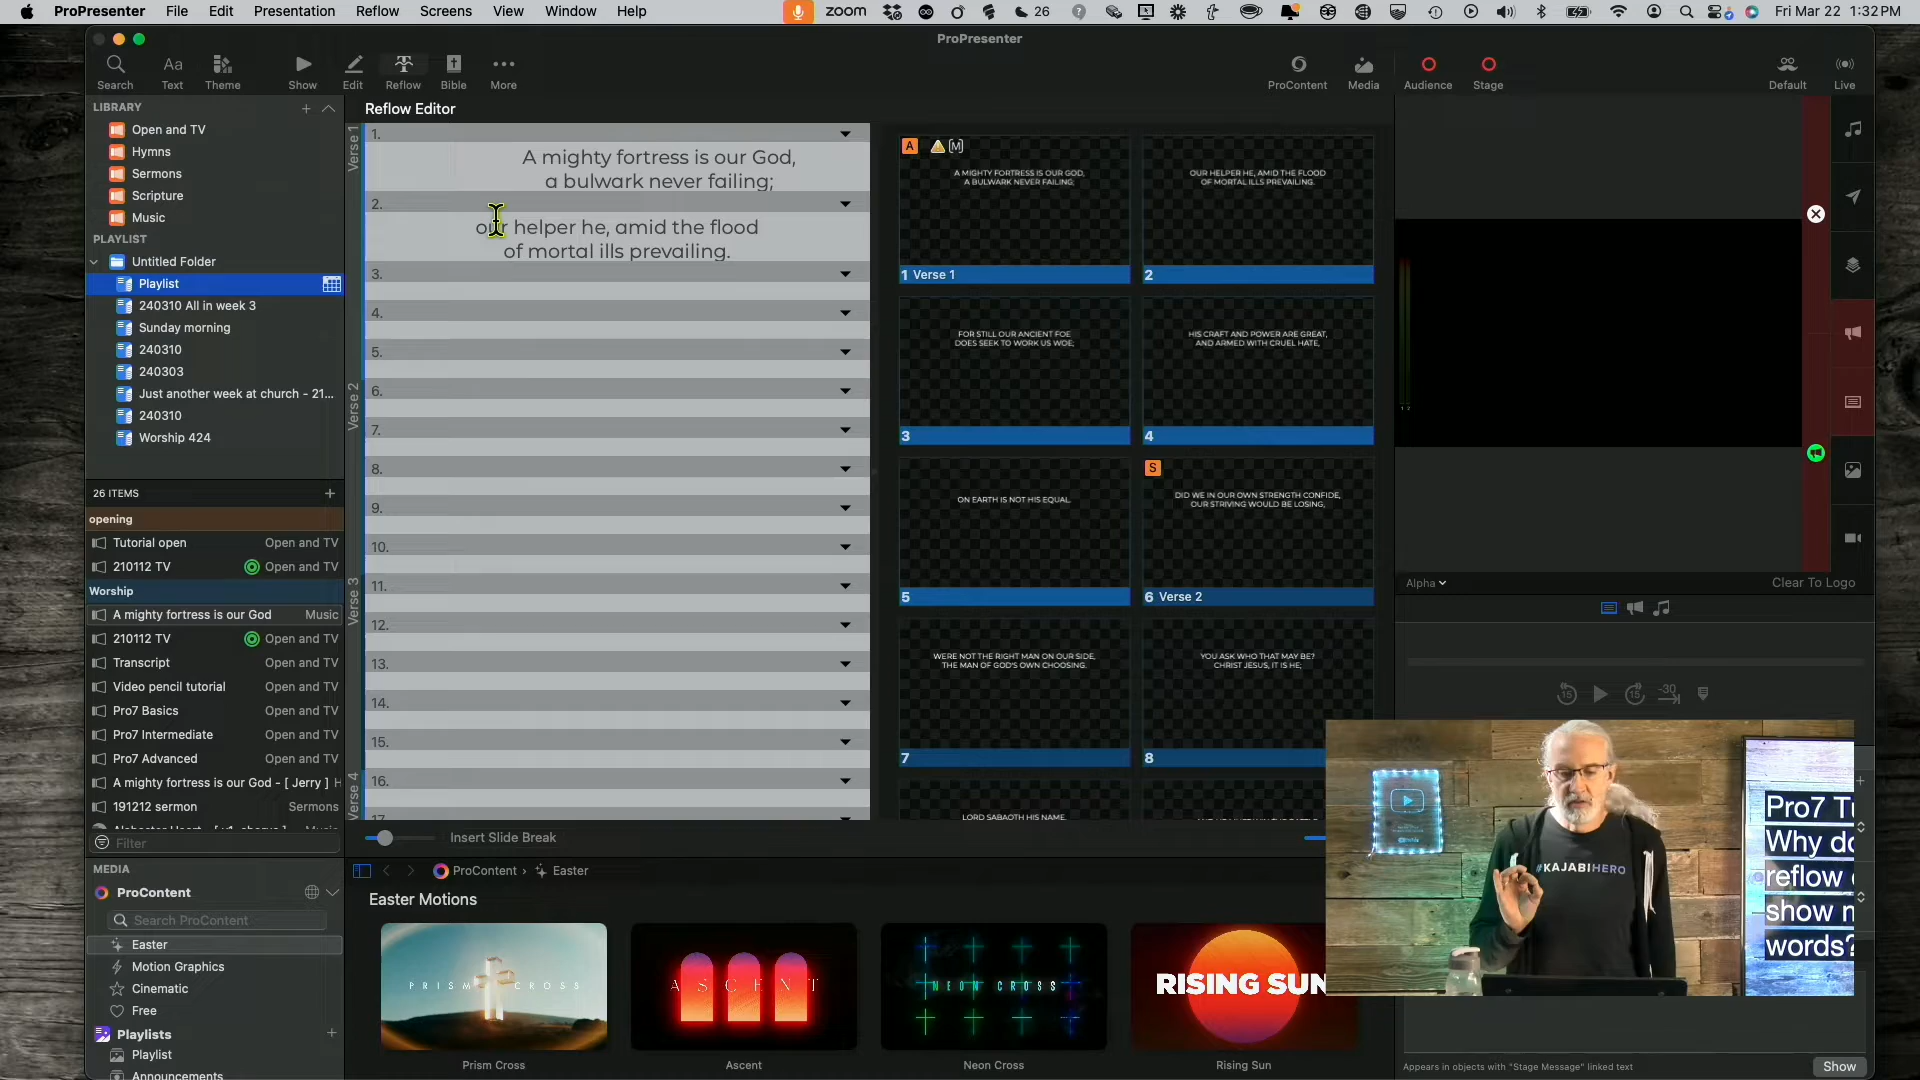 ProPresenter File Edit Presentation Reflow Screens View Window Help
zoom 26 Fri Mar 22 1:32 PM
ProPresenter
Search Text Theme Show Edit Reflow Bible More ProContent Media Audience Stage Default Live
LIBRARY
Open and TV
Hymns
Sermons
Scripture
Music
PLAYLIST
Untitled Folder
Playlist
240310 All in week 3
Sunday morning
240310
240303
Just another week at church - 21...
240310
Worship 424
26 ITEMS
opening
Tutorial open Open and TV
210112 TV Open and TV
Worship
A mighty fortress is our God Music
210112 TV Open and TV
Transcript Open and TV
Video pencil tutorial Open and TV
Pro7 Basics Open and TV
Pro7 Intermediate Open and TV
Pro7 Advanced Open and TV
A mighty fortress is our God - [ Jerry ] H
191212 sermon Sermons
Filter
MEDIA
ProContent
Search ProContent
Easter
Motion Graphics
Cinematic
Free
Playlists
Playlist
Announcements
Reflow Editor
Verse 1
1.
A mighty fortress is our God,
a bulwark never failing;
2.
our helper he, amid the flood
of mortal ills prevailing.
3.
4.
5.
Verse 2
6.
7.
8.
9.
10.
Verse 3
11.
12.
13.
14.
15.
Verse 4
16.
17.
Insert Slide Break
A [M]
A MIGHTY FORTRESS IS OUR GOD,
A BULWARK NEVER FAILING;
1 Verse 1
OUR HELPER HE, AMID THE FLOOD
OF MORTAL ILLS PREVAILING.
2
FOR STILL OUR ANCIENT FOE
DOES SEEK TO WORK US WOE;
3
HIS CRAFT AND POWER ARE GREAT,
AND ARMED WITH CRUEL HATE,
4
ON EARTH IS NOT HIS EQUAL.
5
S
DID WE IN OUR OWN STRENGTH CONFIDE,
OUR STRIVING WOULD BE LOSING,
6 Verse 2
WERE NOT THE RIGHT MAN ON OUR SIDE,
THE MAN OF GOD'S OWN CHOOSING.
7
YOU ASK WHO THAT MAY BE?
CHRIST JESUS, IT IS HE;
8
LORD SABAOTH HIS NAME,
ProContent › Easter
Easter Motions
PRISM CROSS
Prism Cross
ASCENT
Ascent
NEON CROSS
Neon Cross
RISING SUN
Rising Sun
Alpha Clear To Logo
15 15 -30
#KAJABIHERO
Pro7 Tu
Why do
reflow
show n
words?
Appears in objects with "Stage Message" linked text
Show